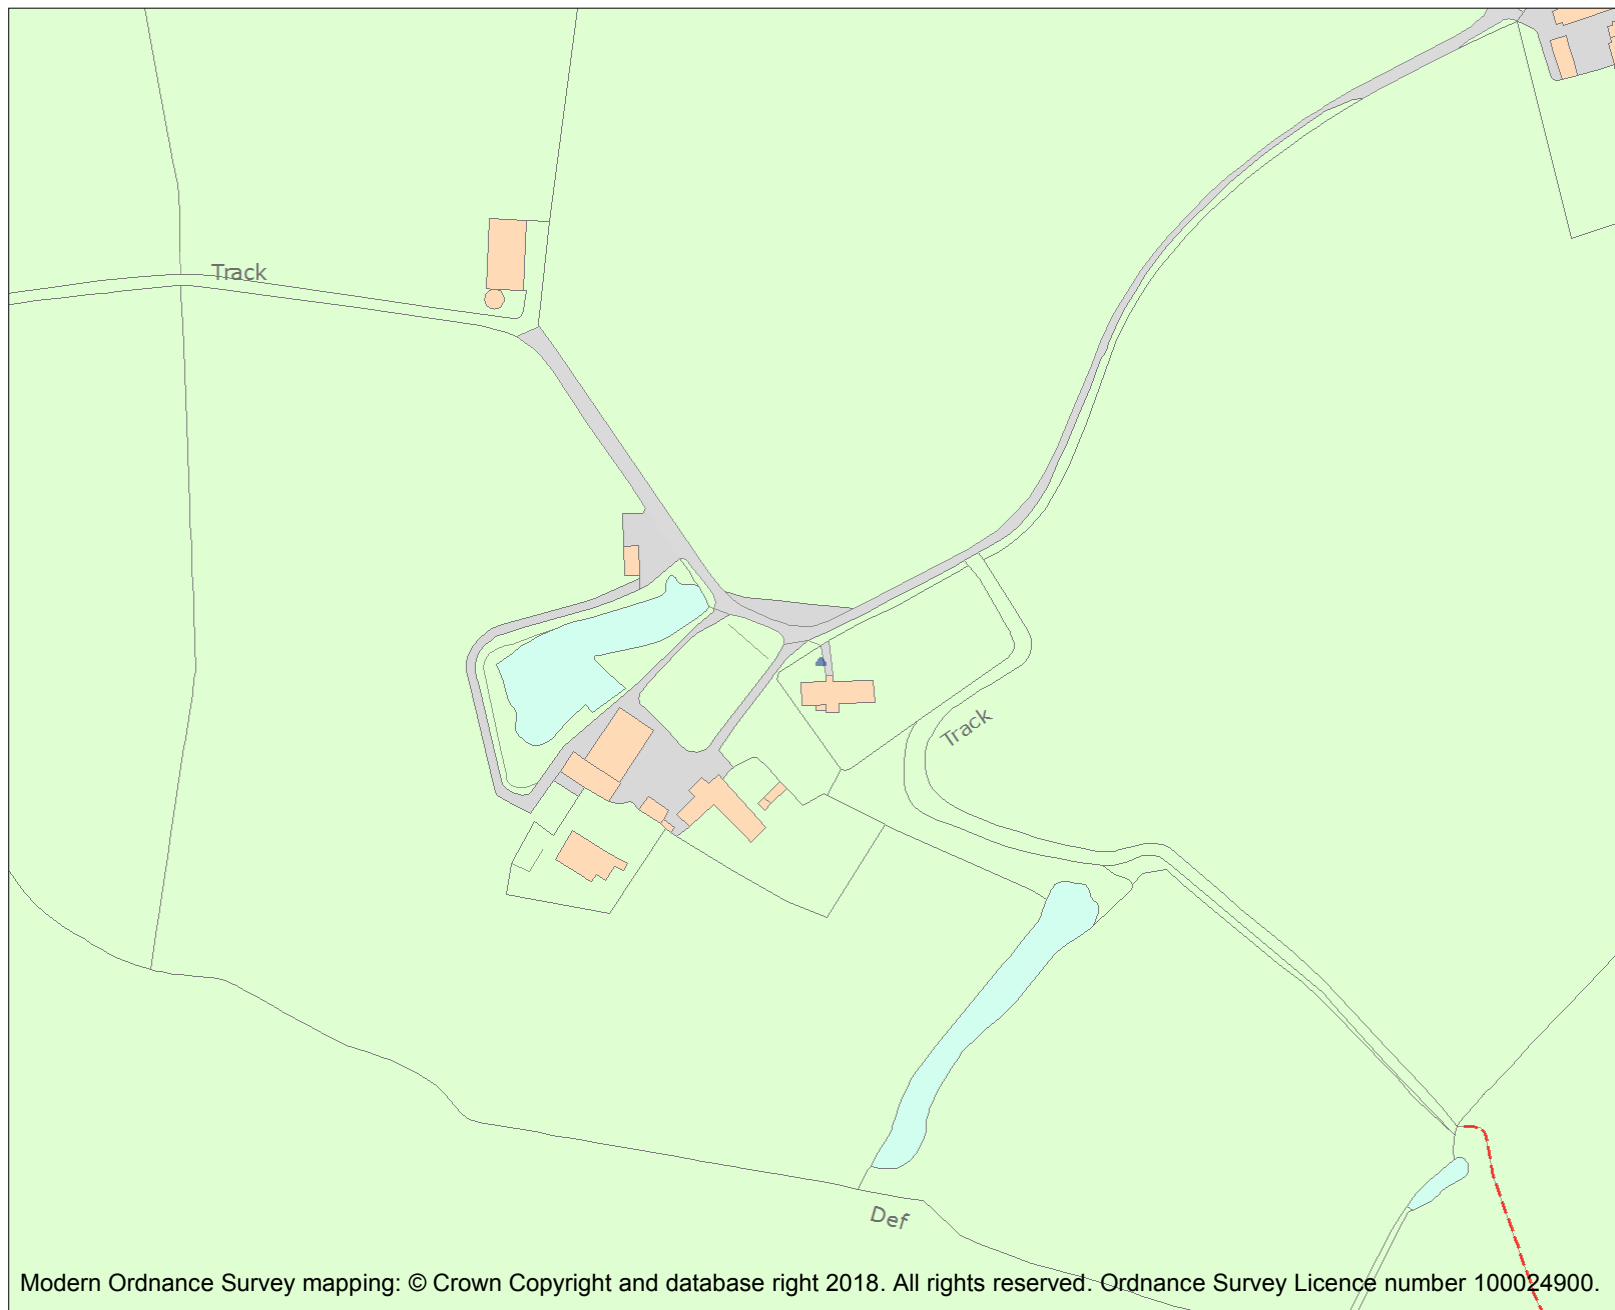 Track
Track
Def
Modern Ordnance Survey mapping: © Crown Copyright and database right 2018. All rights reserved. Ordnance Survey Licence number 100024900.